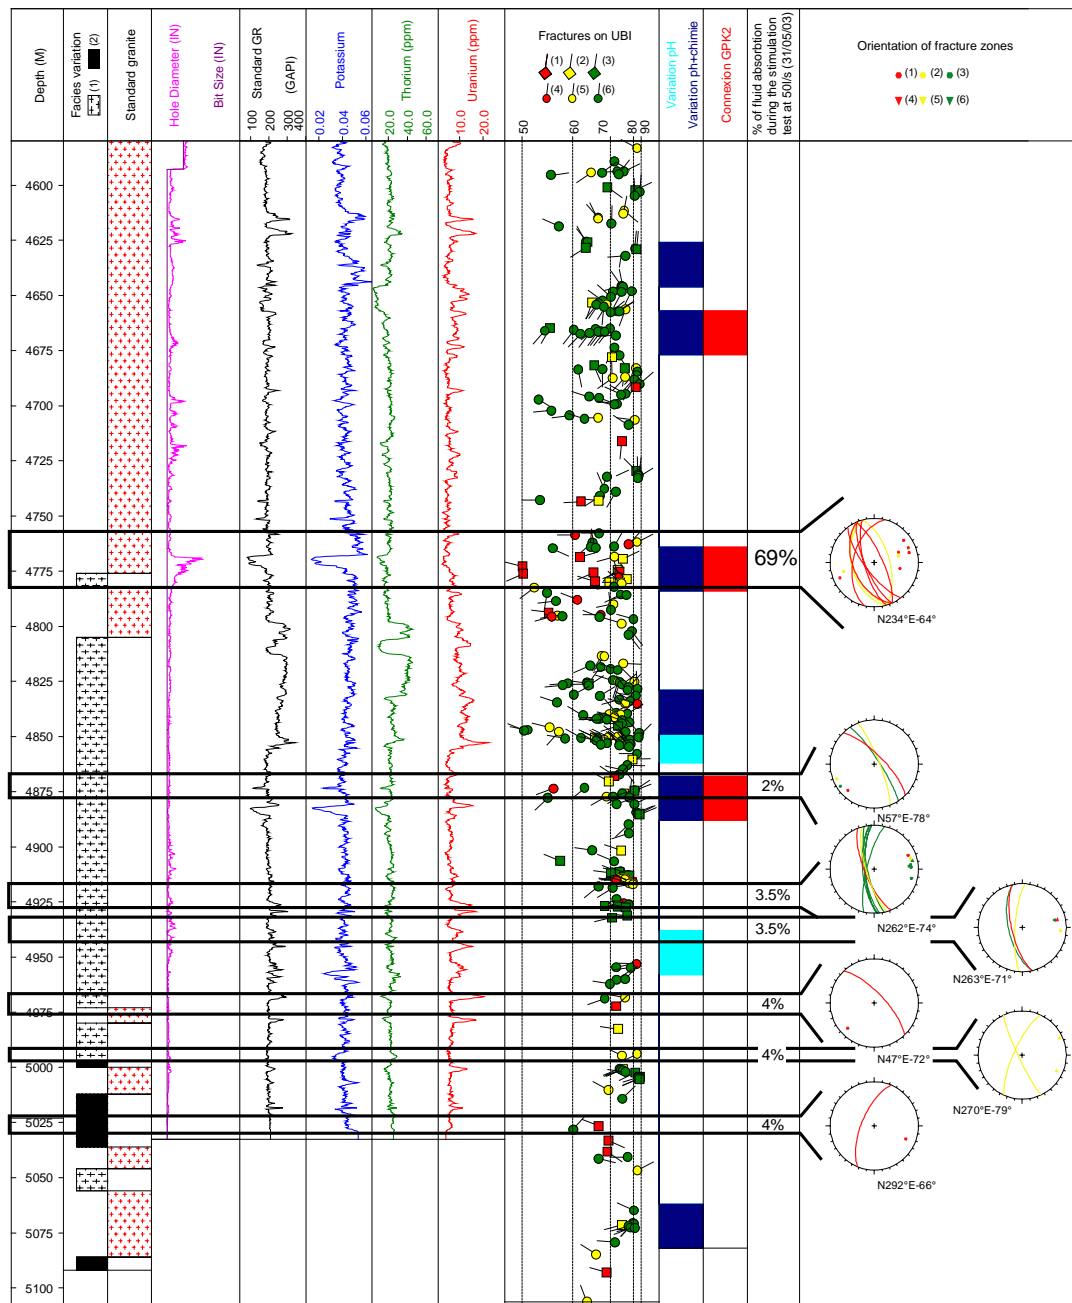 Depth (M)
Facies variation
(1) (2)
Standard granite
Hole Diameter (IN)
Bit Size (IN)
Standard GR
(GAPI)
Potassium
Thorium (ppm)
Uranium (ppm)
Fractures on UBI
(1) (2) (3)
(4) (5) (6)
Variation pH
Variation ph+chimie
Connexion GPK2
% of fluid absorbtion
during the stimulation
test at 50l/s (31/05/03)
Orientation of fracture zones
(1) (2) (3)
(4) (5) (6)
100 200 300 400
0.02 0.04 0.06
20.0 40.0 60.0
10.0 20.0
50 60 70 80 90
4600
4625
4650
4675
4700
4725
4750
69%
4775
N234°E-64°
4800
4825
4850
4875
2%
N57°E-78°
4900
3.5%
4925
N262°E-74°
3.5%
4950
N263°E-71°
4%
4975
N47°E-72°
4%
5000
N270°E-79°
5025
4%
5050
N292°E-66°
5075
5100